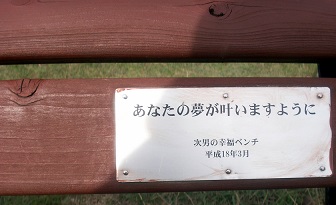 あなたの夢が叶いますように
次男の幸福ベンチ
平成18年3月